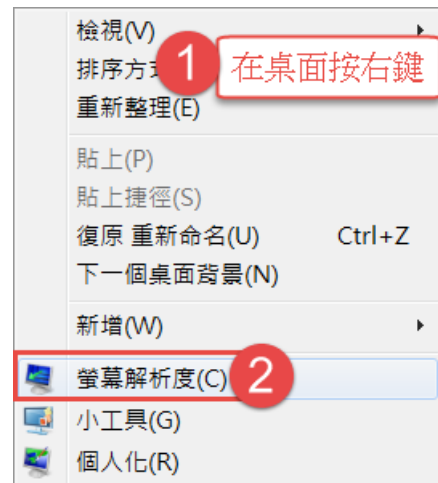 檢視(V)
1 在桌面按右鍵
排序方
重新整理(E)
貼上(P)
貼上捷徑(S)
復原 重新命名(U) Ctrl+Z
下一個桌面背景(N)
新增(W)
螢幕解析度(C) 2
小工具(G)
個人化(R)